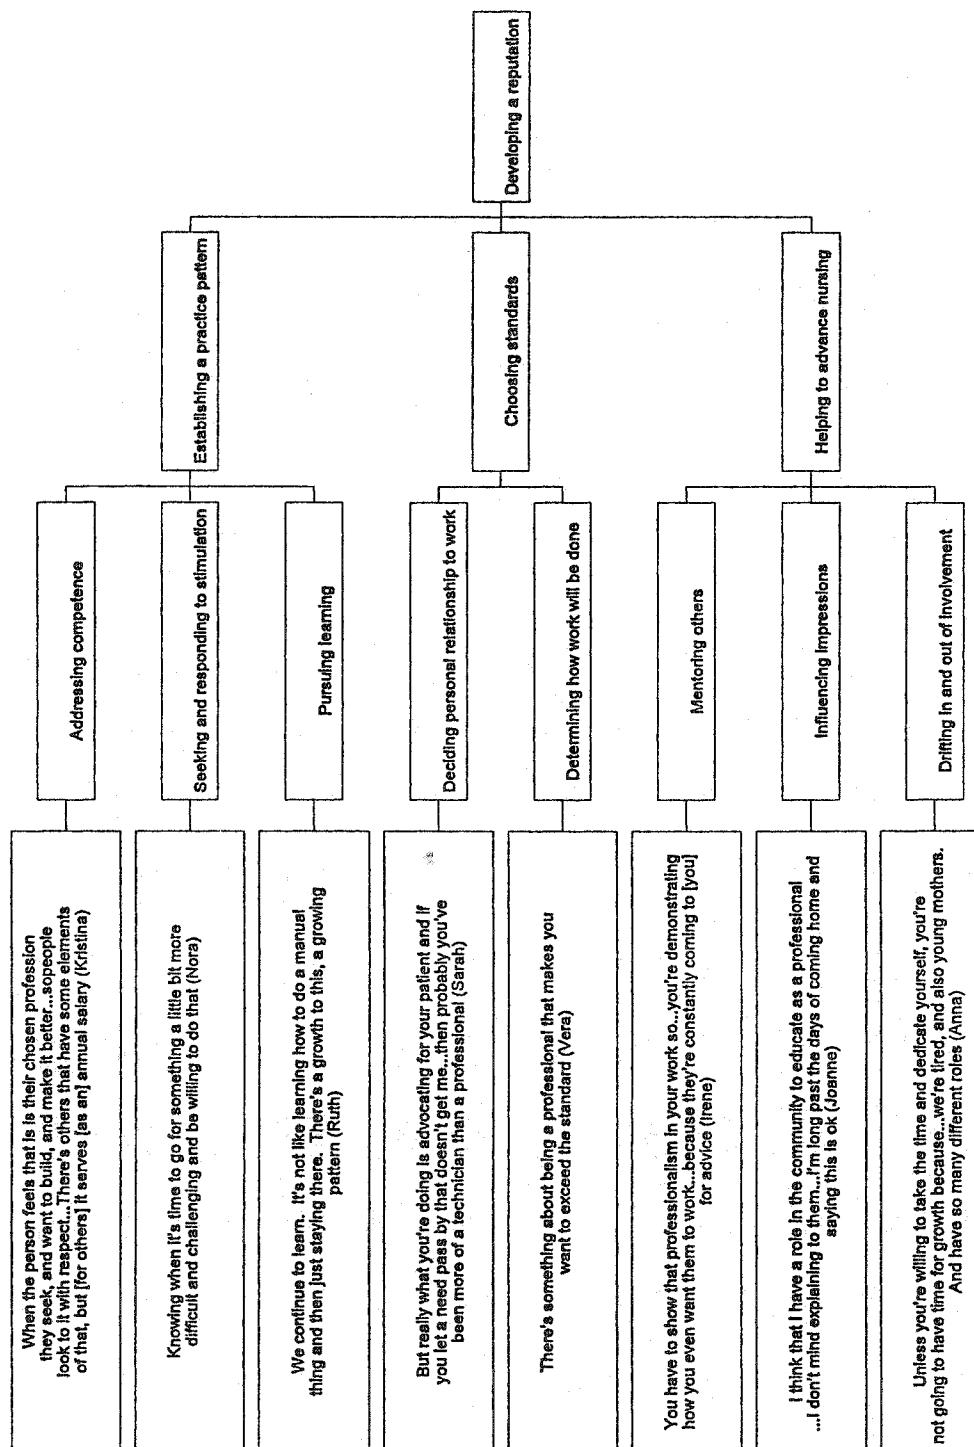 When the person feels that is is their chosen profession
they seek, and want to build, and make it better...sopeople
look to it with respect...There's others that have some elements
of that, but [for others] it serves [as an] annual salary (Kristina)
Addressing competence
Knowing when it's time to go for something a little bit more
difficult and challenging and be willing to do that (Nora)
Seeking and responding to stimulation
We continue to learn. It's not like learning how to do a manual
thing and then just staying there. There's a growth to this, a growing
pattern (Ruth)
Pursuing learning
Establishing a practice pattern
But really what you're doing is advocating for your patient and if
you let a need pass by that doesn't get me...then probably you've
been more of a technician than a professional (Sarah)
Deciding personal relationship to work
There's something about being a professional that makes you
want to exceed the standard (Vera)
Determining how work will be done
Choosing standards
Developing a reputation
You have to show that professionalism in your work so...you're demonstrating
how you even want them to work...because they're constantly coming to [you]
for advice (Irene)
Mentoring others
I think that I have a role in the community to educate as a professional
...I don't mind explaining to them...I'm long past the days of coming home and
saying this is ok (Joanne)
Influencing impressions
Unless you're willing to take the time and dedicate yourself, you're
not going to have time for growth because...we're tired, and also young mothers.
And have so many different roles (Anna)
Drifting in and out of involvement
Helping to advance nursing